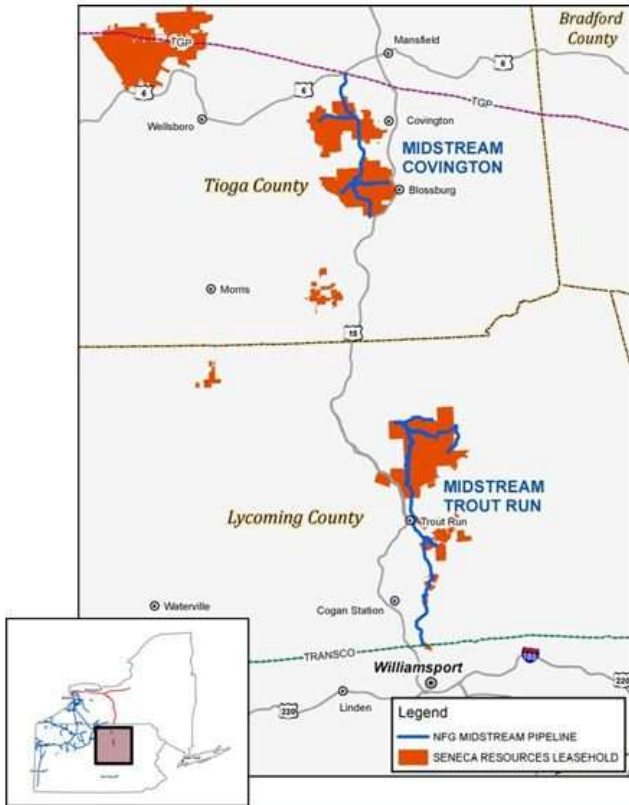 Bradford
County
Mansfield
TGP
6
6
6
6
TGP
Wellsboro
Covington
MIDSTREAM
COVINGTON
Tioga County
Blossburg
Morris
15
MIDSTREAM
TROUT RUN
Lycoming County
Trout Run
Waterville
Cogan Station
TRANSCO
Williamsport
180
220
220
Linden
Legend
NFG MIDSTREAM PIPELINE
SENECA RESOURCES LEASEHOLD